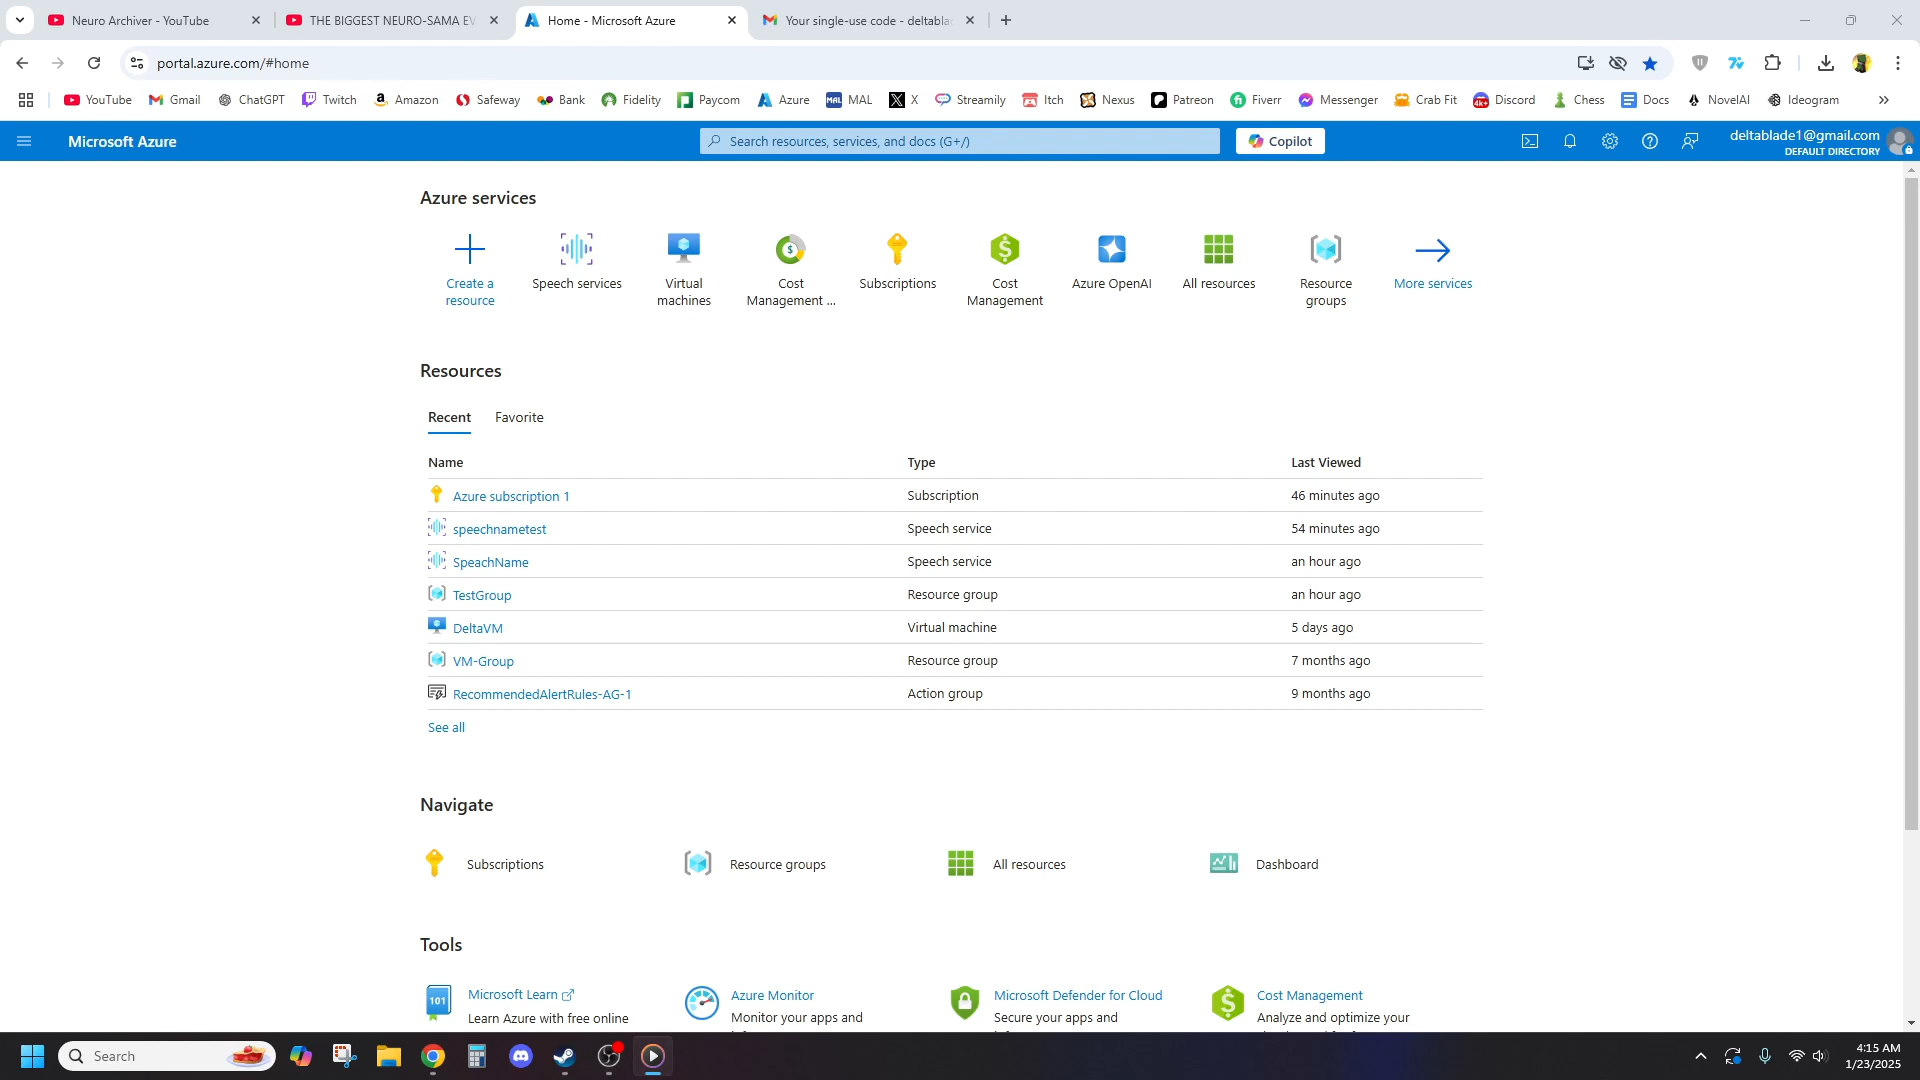 Neuro Archiver - YouTube
THE BIGGEST NEURO-SAMA EV
Home - Microsoft Azure
Your single-use code - deltabla
portal.azure.com/#home
YouTube
Gmail
ChatGPT
Twitch
Amazon
Safeway
Bank
Fidelity
Paycom
Azure
MAL
X
Streamily
Itch
Nexus
Patreon
Fiverr
Messenger
Crab Fit
Discord
Chess
Docs
NovelAI
Ideogram
Microsoft Azure
Search resources, services, and docs (G+/)
Copilot
deltablade1@gmail.com
DEFAULT DIRECTORY
Azure services
Create a
resource
Speech services
Virtual
machines
Cost
Management ...
Subscriptions
Cost
Management
Azure OpenAI
All resources
Resource
groups
More services
Resources
Recent
Favorite
Name
Type
Last Viewed
Azure subscription 1
Subscription
46 minutes ago
speechnametest
Speech service
54 minutes ago
SpeachName
Speech service
an hour ago
TestGroup
Resource group
an hour ago
DeltaVM
Virtual machine
5 days ago
VM-Group
Resource group
7 months ago
RecommendedAlertRules-AG-1
Action group
9 months ago
See all
Navigate
Subscriptions
Resource groups
All resources
Dashboard
Tools
101
Microsoft Learn
Learn Azure with free online
Azure Monitor
Monitor your apps and
Microsoft Defender for Cloud
Secure your apps and
Cost Management
Analyze and optimize your
Search
4:15 AM
1/23/2025